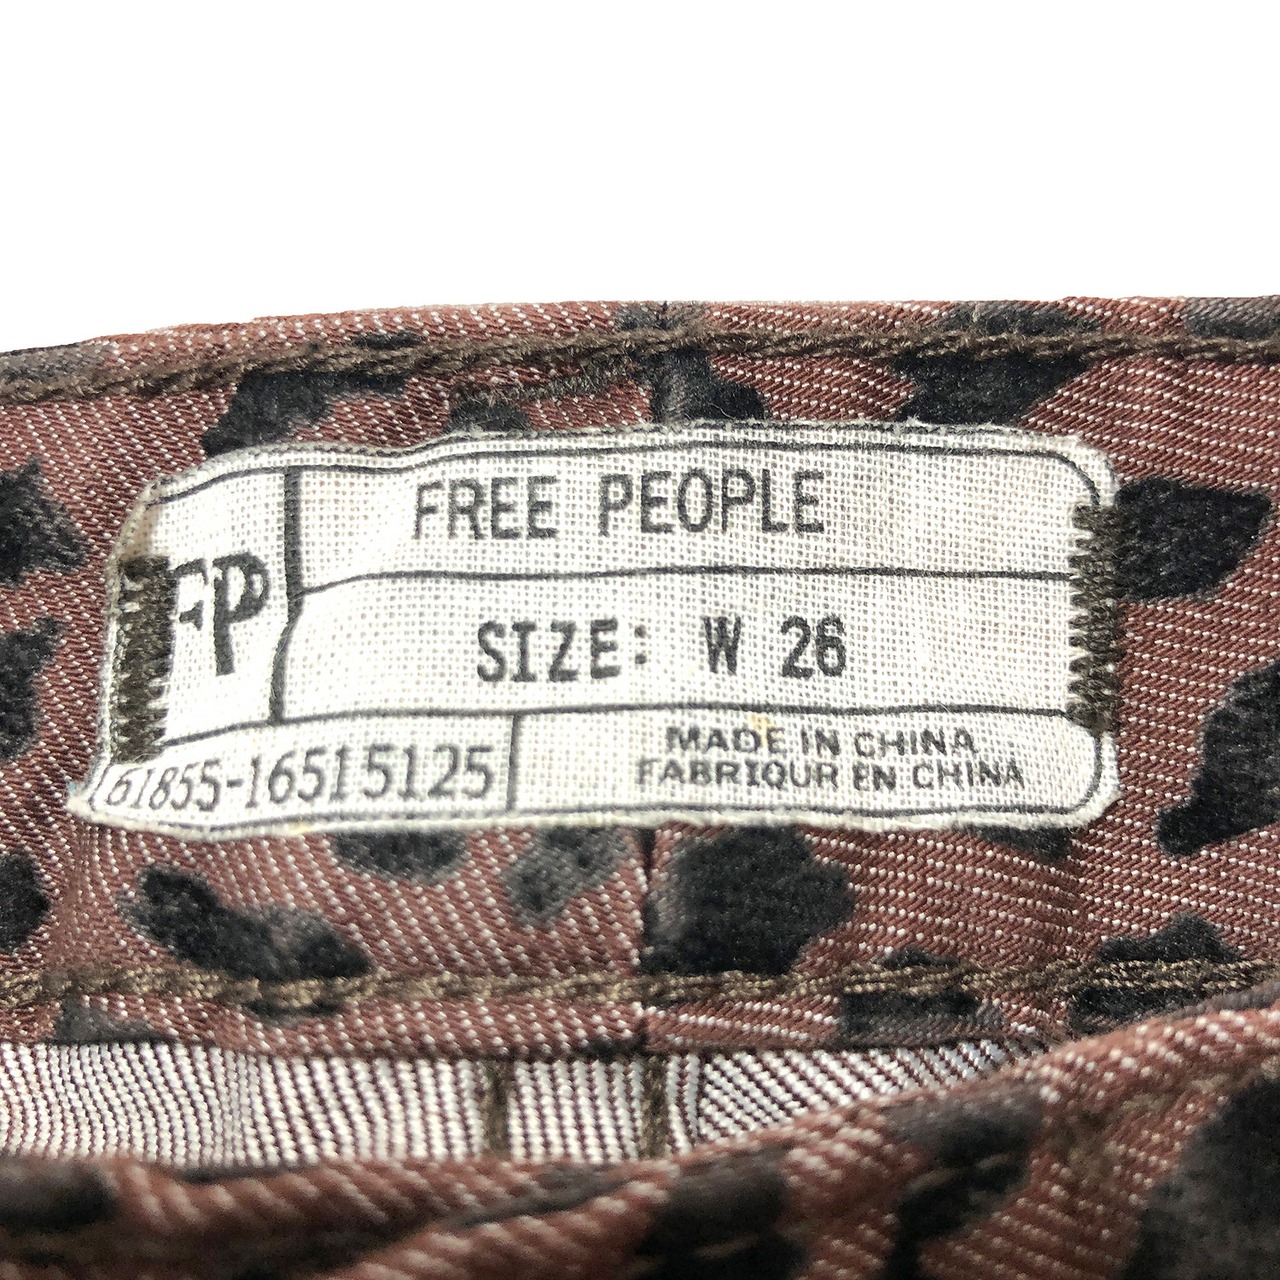 FREE PEOPLE
FP
SIZE: W 26
61855-16515125
MADE IN CHINA
FABRIQUR EN CHINA